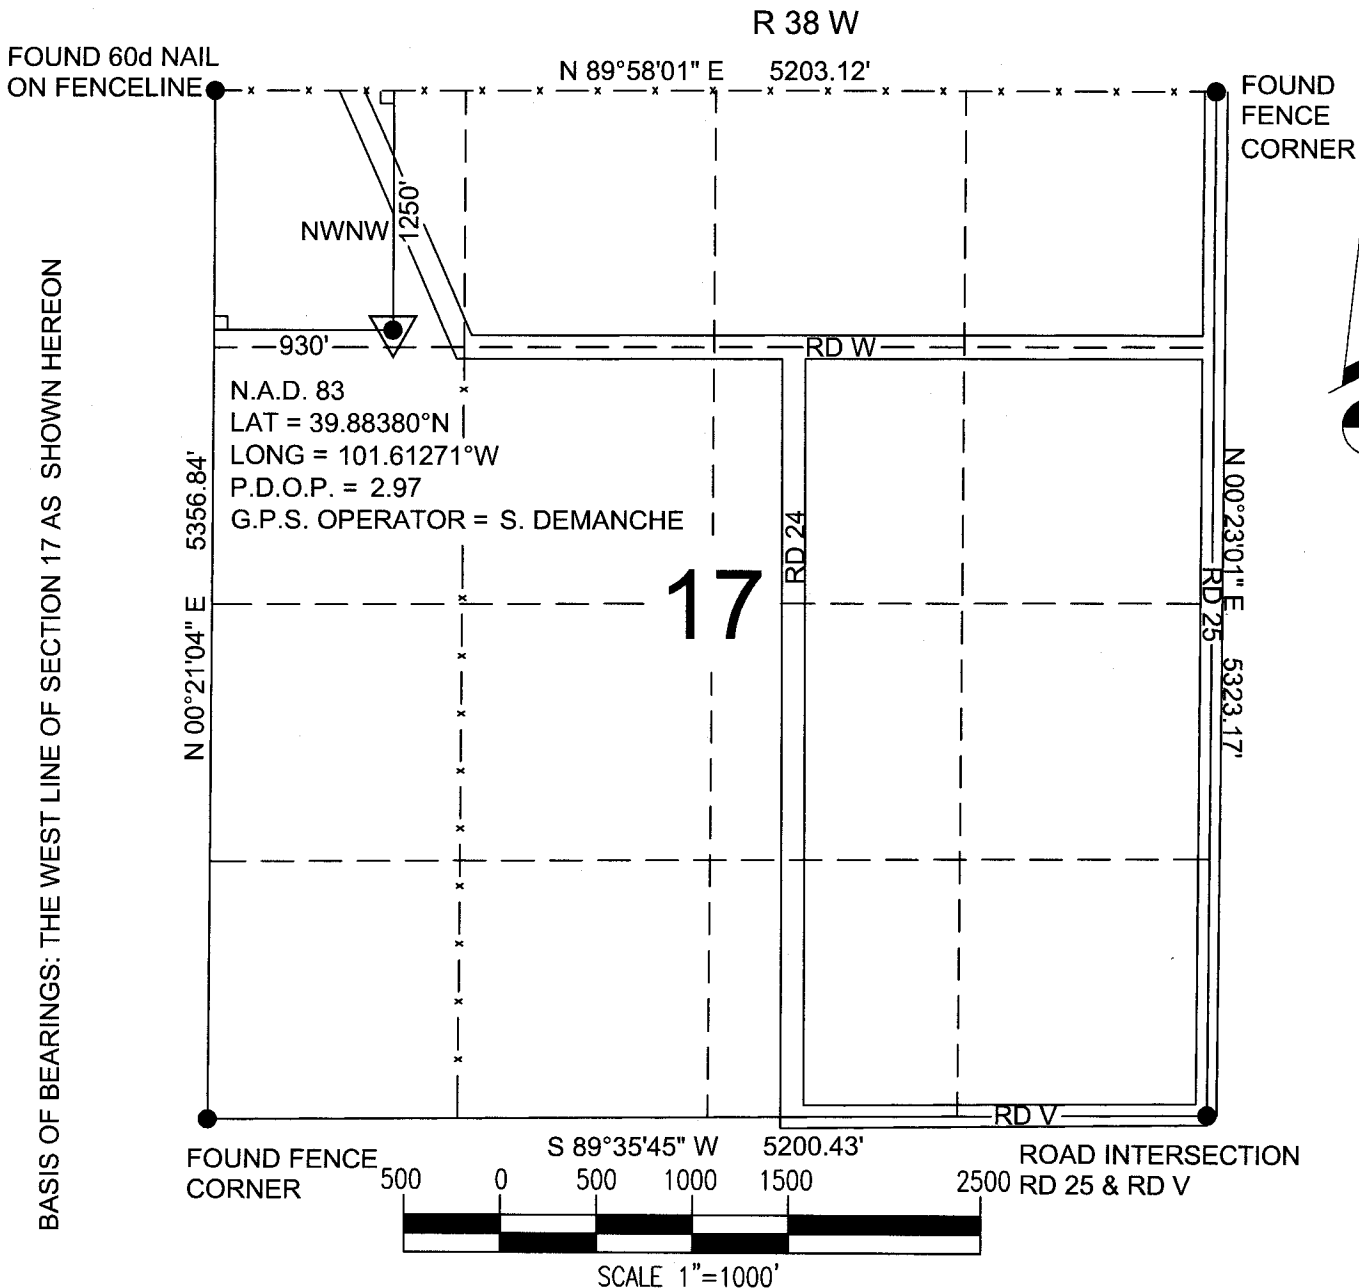 R 38 W
FOUND 60d NAIL
ON FENCELINE
N 89°58'01" E 5203.12'
FOUND
FENCE
CORNER
NWNW
1250'
930'
RD W
N.A.D. 83
LAT = 39.88380°N
LONG = 101.61271°W
P.D.O.P. = 2.97
G.P.S. OPERATOR = S. DEMANCHE
BASIS OF BEARINGS: THE WEST LINE OF SECTION 17 AS SHOWN HEREON
N 00°21'04" E 5356.84'
17
RD 24
RD 25
N 00°23'01" E 5323.17'
RD V
FOUND FENCE
CORNER
S 89°35'45" W 5200.43'
ROAD INTERSECTION
RD 25 & RD V
500 0 500 1000 1500 2500
SCALE 1"=1000'